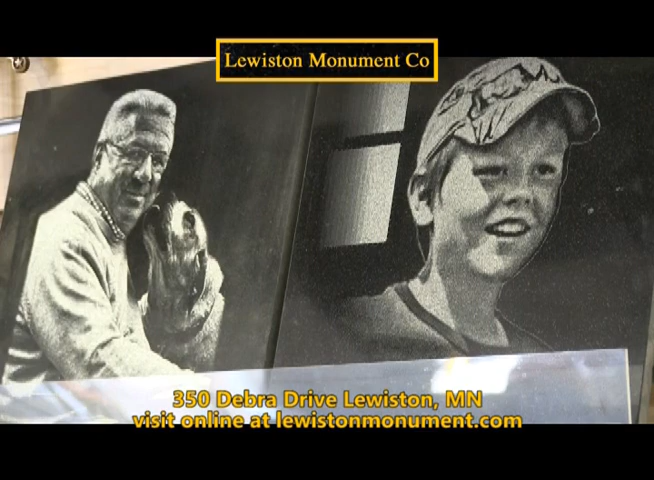 Lewiston Monument Co
350 Debra Drive Lewiston, MN
visit online at lewistonmonument.com